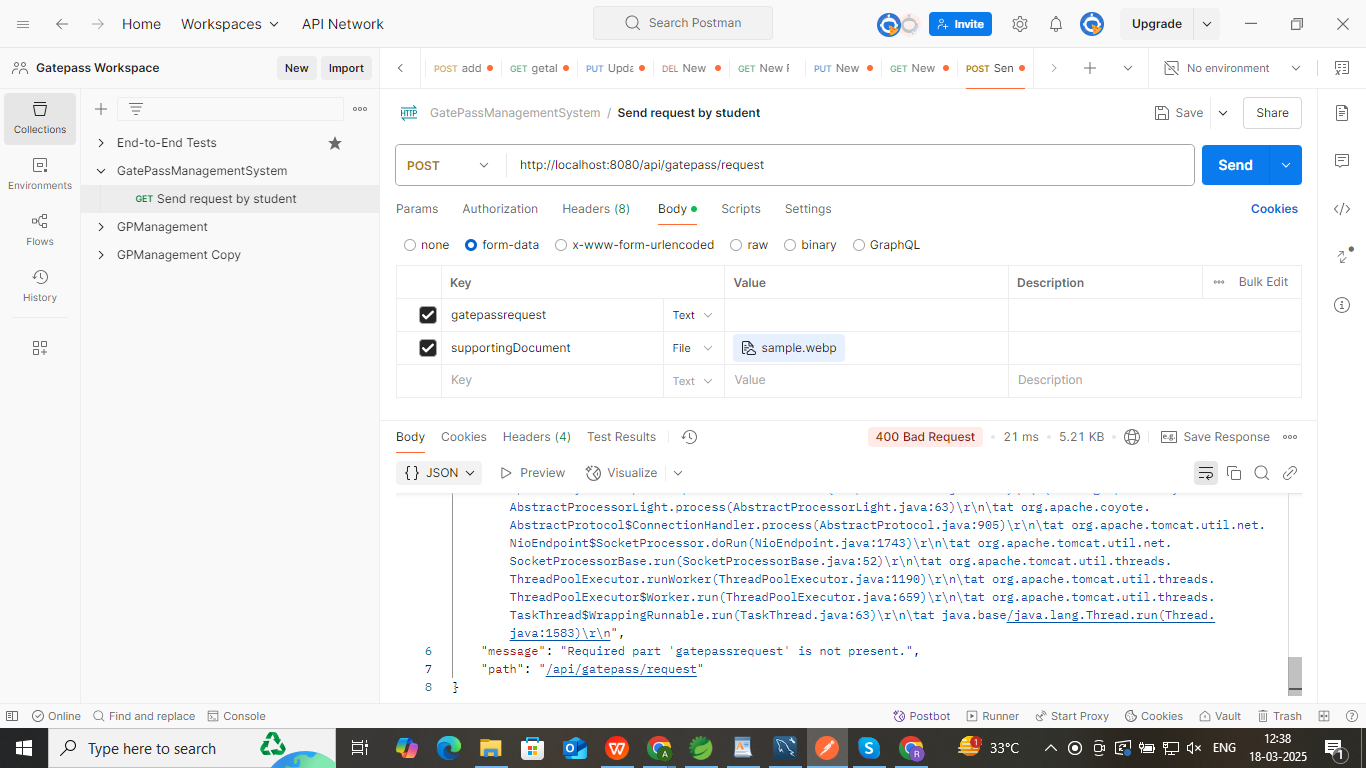 Home Workspaces API Network Search Postman Invite Upgrade
Gatepass Workspace New Import
POST add GET getal PUT Upda DEL New GET New R PUT New GET New POST Sen No environment
Collections
Environments
Flows
History
End-to-End Tests
GatePassManagementSystem
GET Send request by student
GPManagement
GPManagement Copy
HTTP GatePassManagementSystem / Send request by student Save Share
POST http://localhost:8080/api/gatepass/request Send
Params Authorization Headers (8) Body Scripts Settings Cookies
none form-data x-www-form-urlencoded raw binary GraphQL
Key Value Description Bulk Edit
gatepassrequest Text
supportingDocument File sample.webp
Key Text Value Description
Body Cookies Headers (4) Test Results 400 Bad Request 21 ms 5.21 KB e.g. Save Response
{} JSON Preview Visualize
AbstractProcessorLight.process(AbstractProcessorLight.java:63)\r\n\tat org.apache.coyote.
AbstractProtocol$ConnectionHandler.process(AbstractProtocol.java:905)\r\n\tat org.apache.tomcat.util.net.
NioEndpoint$SocketProcessor.doRun(NioEndpoint.java:1743)\r\n\tat org.apache.tomcat.util.net.
SocketProcessorBase.run(SocketProcessorBase.java:52)\r\n\tat org.apache.tomcat.util.threads.
ThreadPoolExecutor.runWorker(ThreadPoolExecutor.java:1190)\r\n\tat org.apache.tomcat.util.threads.
ThreadPoolExecutor$Worker.run(ThreadPoolExecutor.java:659)\r\n\tat org.apache.tomcat.util.threads.
TaskThread$WrappingRunnable.run(TaskThread.java:63)\r\n\tat java.base/java.lang.Thread.run(Thread.
java:1583)\r\n",
6 "message": "Required part 'gatepassrequest' is not present.",
7 "path": "/api/gatepass/request"
8 }
Online Find and replace Console Postbot Runner Start Proxy Cookies Vault Trash
Type here to search 33°C ENG 12:38
18-03-2025 1